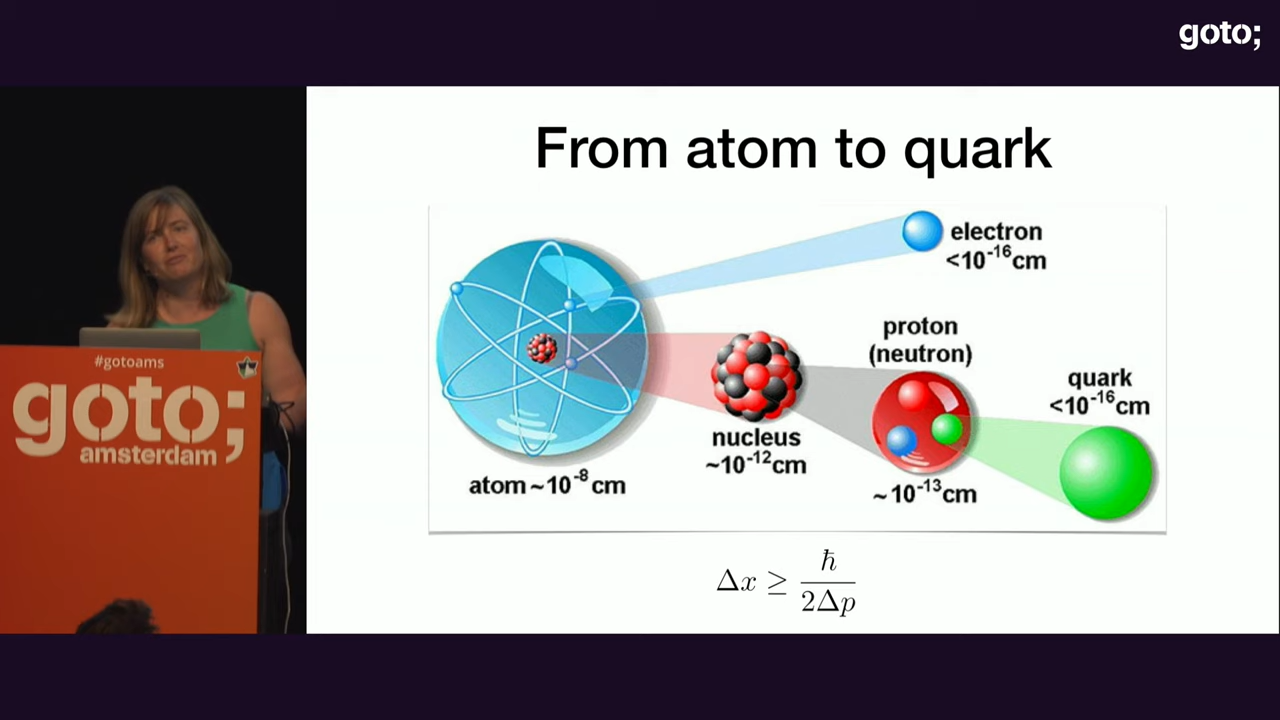 goto;
From atom to quark
electron
<10⁻¹⁶cm
proton
(neutron)
quark
<10⁻¹⁶cm
nucleus
~10⁻¹²cm
atom ~10⁻⁸ cm
~10⁻¹³cm
Δx ≥ ℏ / 2Δp
#gotoams
goto;
amsterdam